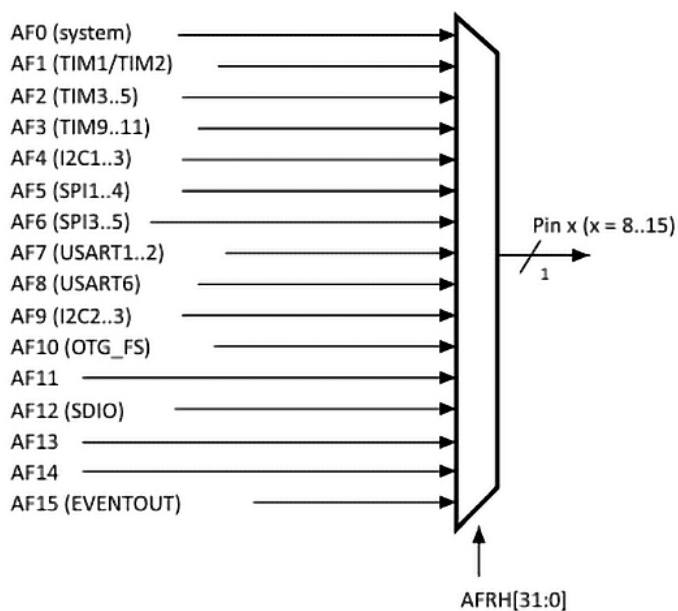 AF0 (system)
AF1 (TIM1/TIM2)
AF2 (TIM3..5)
AF3 (TIM9..11)
AF4 (I2C1..3)
AF5 (SPI1..4)
AF6 (SPI3..5)
AF7 (USART1..2)
AF8 (USART6)
AF9 (I2C2..3)
AF10 (OTG_FS)
AF11
AF12 (SDIO)
AF13
AF14
AF15 (EVENTOUT)
Pin x (x = 8..15)
1
AFRH[31:0]